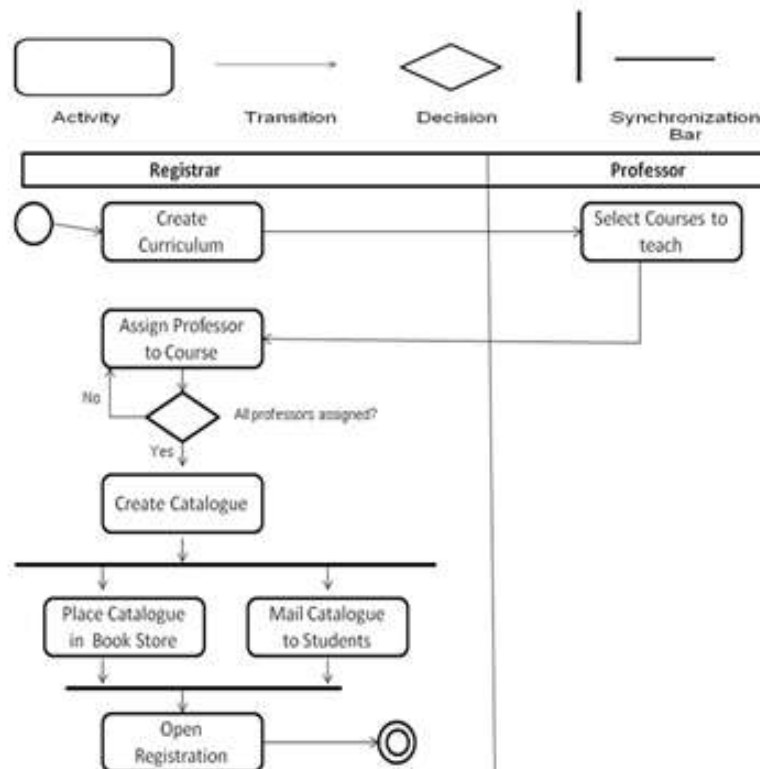 Activity
Transition
Decision
Synchronization
Bar
Registrar
Professor
Create
Curriculum
Select Courses to
teach
Assign Professor
to Course
No
All professors assigned?
Yes
Create Catalogue
Place Catalogue
in Book Store
Mail Catalogue
to Students
Open
Registration